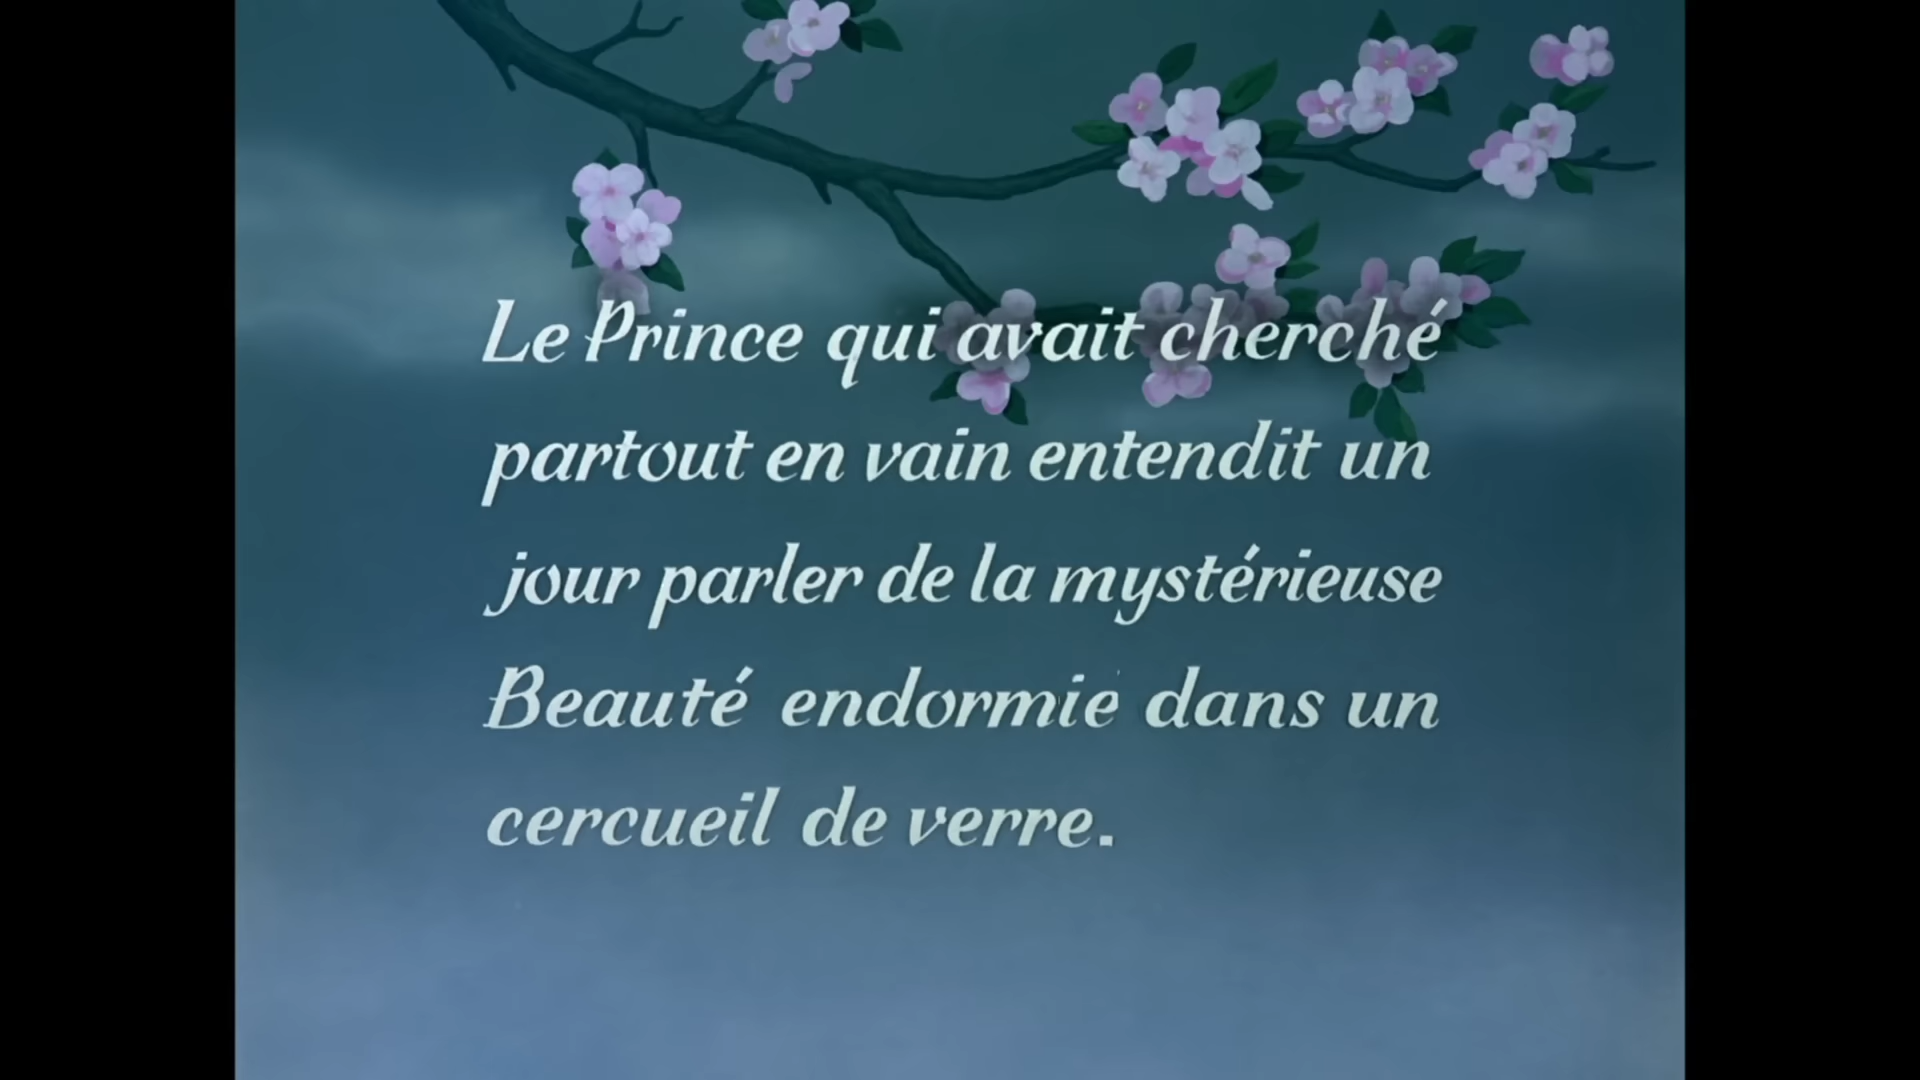 Le Prince qui avait cherché
partout en vain entendit un
jour parler de la mystérieuse
Beauté endormie dans un
cercueil de verre.